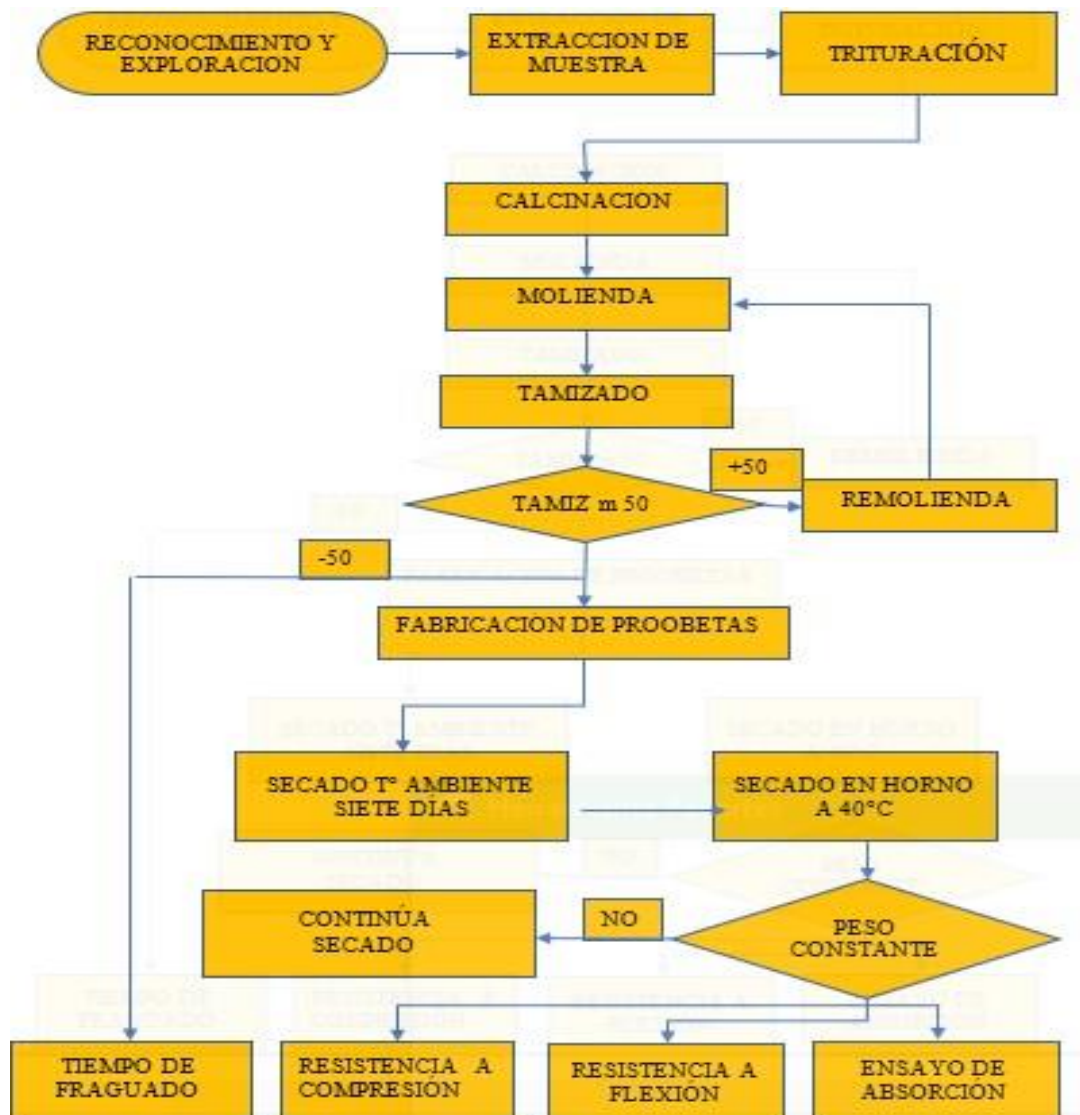 RECONOCIMIENTO Y
EXPLORACION
EXTRACCION DE
MUESTRA
TRITURACIÓN
CALCINACION
MOLIENDA
TAMIZADO
+50
TAMIZ m 50
REMOLIENDA
-50
FABRICACION DE PROOBETAS
SECADO T° AMBIENTE
SIETE DÍAS
SECADO EN HORNO
A 40°C
CONTINÚA
SECADO
NO
PESO
CONSTANTE
TIEMPO DE
FRAGUADO
RESISTENCIA A
COMPRESIÓN
RESISTENCIA A
FLEXIÓN
ENSAYO DE
ABSORCIÓN